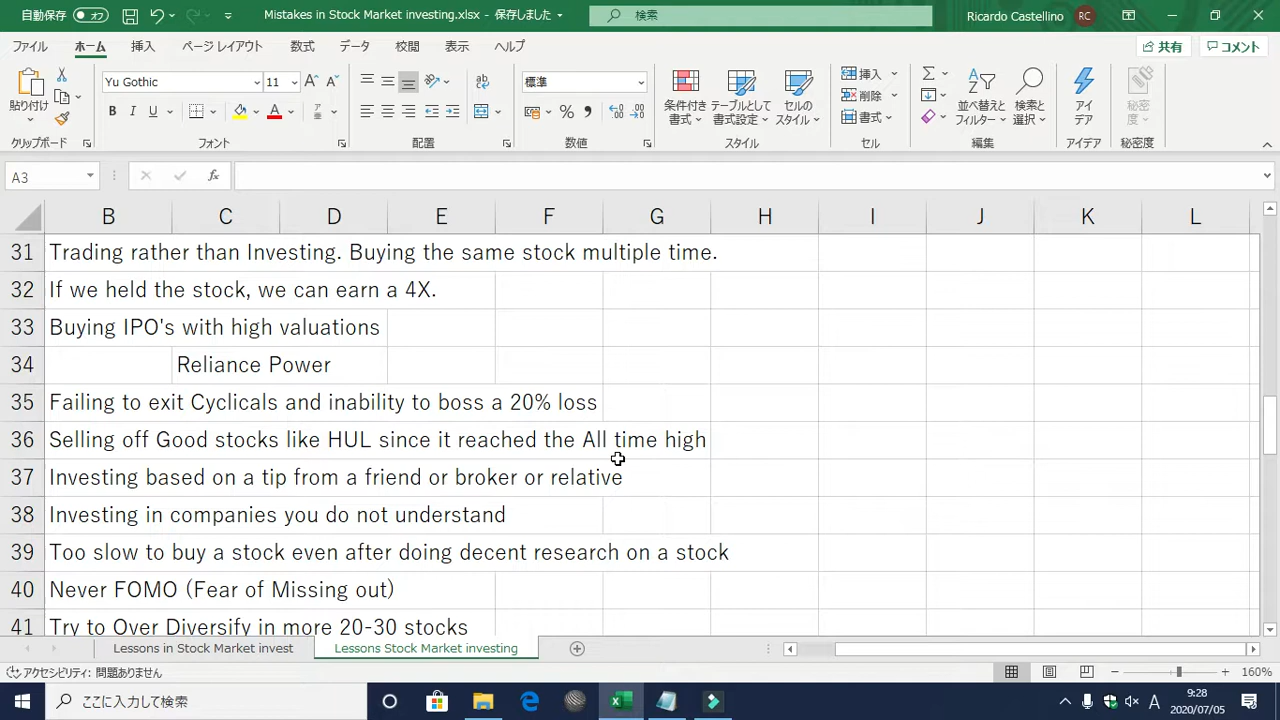 自動保存 オフ
Mistakes in Stock Market investing.xlsx - 保存しました
検索
Ricardo Castellino RC
ファイル ホーム 挿入 ページ レイアウト 数式 データ 校閲 表示 ヘルプ 共有 コメント
貼り付け
Yu Gothic 11
B I U
標準
条件付き
書式
テーブルとして
書式設定
セルの
スタイル
挿入
削除
書式
並べ替えと
フィルター
検索と
選択
アイ
デア
秘密
度
クリップボード フォント 配置 数値 スタイル セル 編集 アイデア 秘密度
A3 fx
B C D E F G H I J K L
31 Trading rather than Investing. Buying the same stock multiple time.
32 If we held the stock, we can earn a 4X.
33 Buying IPO's with high valuations
34 Reliance Power
35 Failing to exit Cyclicals and inability to boss a 20% loss
36 Selling off Good stocks like HUL since it reached the All time high
37 Investing based on a tip from a friend or broker or relative
38 Investing in companies you do not understand
39 Too slow to buy a stock even after doing decent research on a stock
40 Never FOMO (Fear of Missing out)
41 Try to Over Diversify in more 20-30 stocks
Lessons in Stock Market invest Lessons Stock Market investing
アクセシビリティ: 問題ありません 160%
ここに入力して検索
A 9:28
2020/07/05